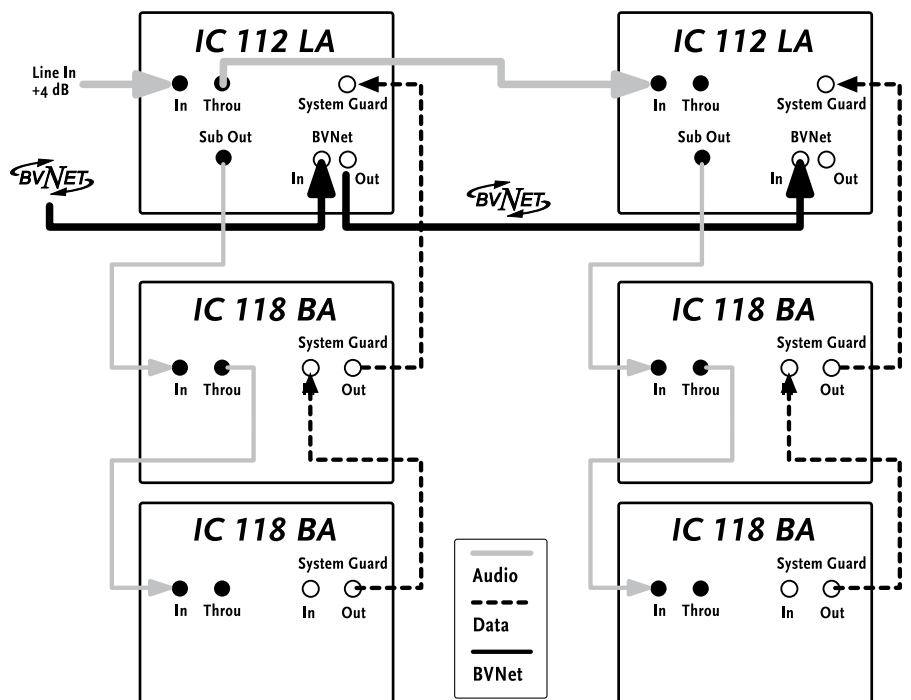 IC 112 LA
IC 112 LA
Line In
+4 dB
In Throu
System Guard
In Throu
System Guard
Sub Out
BVNet
Sub Out
BVNet
In
Out
In
Out
BVNET
BVNET
IC 118 BA
IC 118 BA
System Guard
System Guard
In Throu
In
Out
In Throu
In
Out
IC 118 BA
IC 118 BA
System Guard
System Guard
In Throu
In
Out
In Throu
In
Out
Audio
Data
BVNet